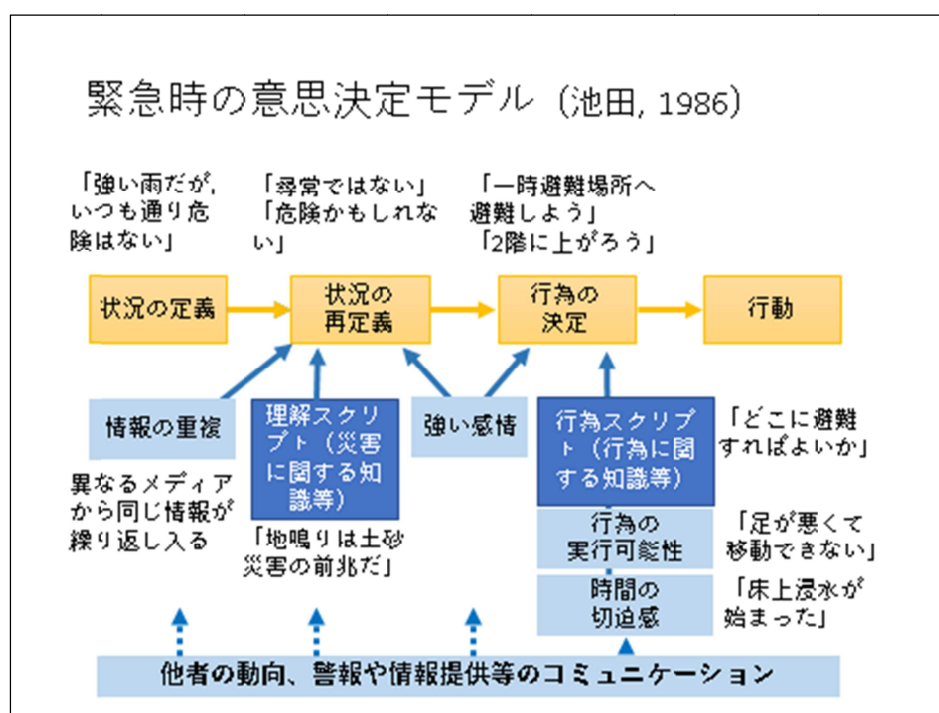 緊急時の意思決定モデル (池田, 1986)
「強い雨だが,
いつも通り危
険はない」
「尋常ではない」
「危険かもしれな
い」
「一時避難場所へ
避難しよう」
「2階に上がろう」
状況の定義
状況の
再定義
行為の
決定
行動
情報の重複
理解スクリ
プト（災害
に関する知
識等）
強い感情
行為スクリプ
ト（行為に関
する知識等）
「どこに避難
すればよいか」
異なるメディア
から同じ情報が
繰り返し入る
「地鳴りは土砂
災害の前兆だ」
行為の
実行可能性
「足が悪くて
移動できない」
時間の
切迫感
「床上浸水が
始まった」
他者の動向、警報や情報提供等のコミュニケーション